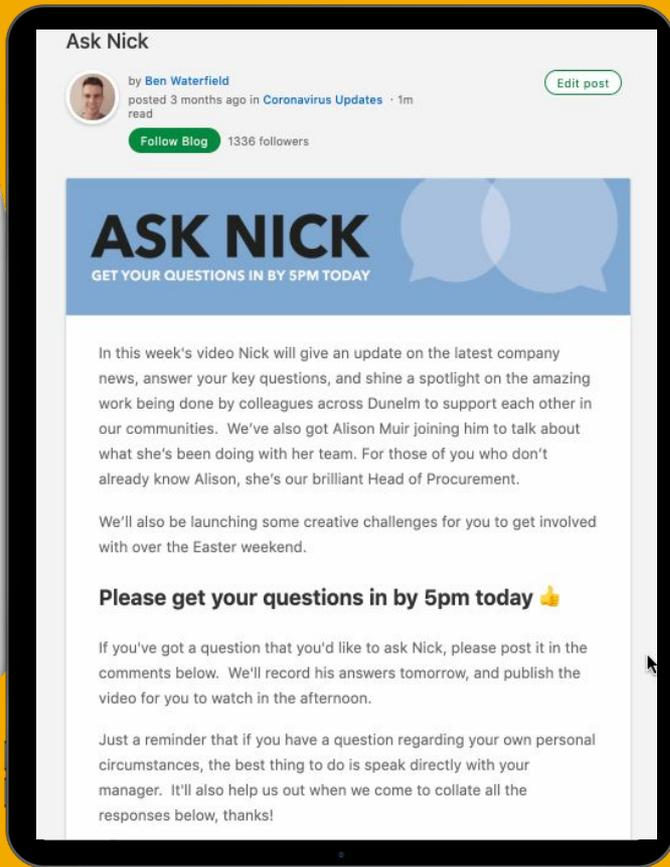 Ask Nick
by Ben Waterfield
posted 3 months ago in Coronavirus Updates · 1m
read
Edit post
Follow Blog 1336 followers
ASK NICK
GET YOUR QUESTIONS IN BY 5PM TODAY
In this week's video Nick will give an update on the latest company
news, answer your key questions, and shine a spotlight on the amazing
work being done by colleagues across Dunelm to support each other in
our communities.  We've also got Alison Muir joining him to talk about
what she's been doing with her team. For those of you who don't
already know Alison, she's our brilliant Head of Procurement.
We'll also be launching some creative challenges for you to get involved
with over the Easter weekend.
Please get your questions in by 5pm today 👍
If you've got a question that you'd like to ask Nick, please post it in the
comments below.  We'll record his answers tomorrow, and publish the
video for you to watch in the afternoon.
Just a reminder that if you have a question regarding your own personal
circumstances, the best thing to do is speak directly with your
manager.  It'll also help us out when we come to collate all the
responses below, thanks!